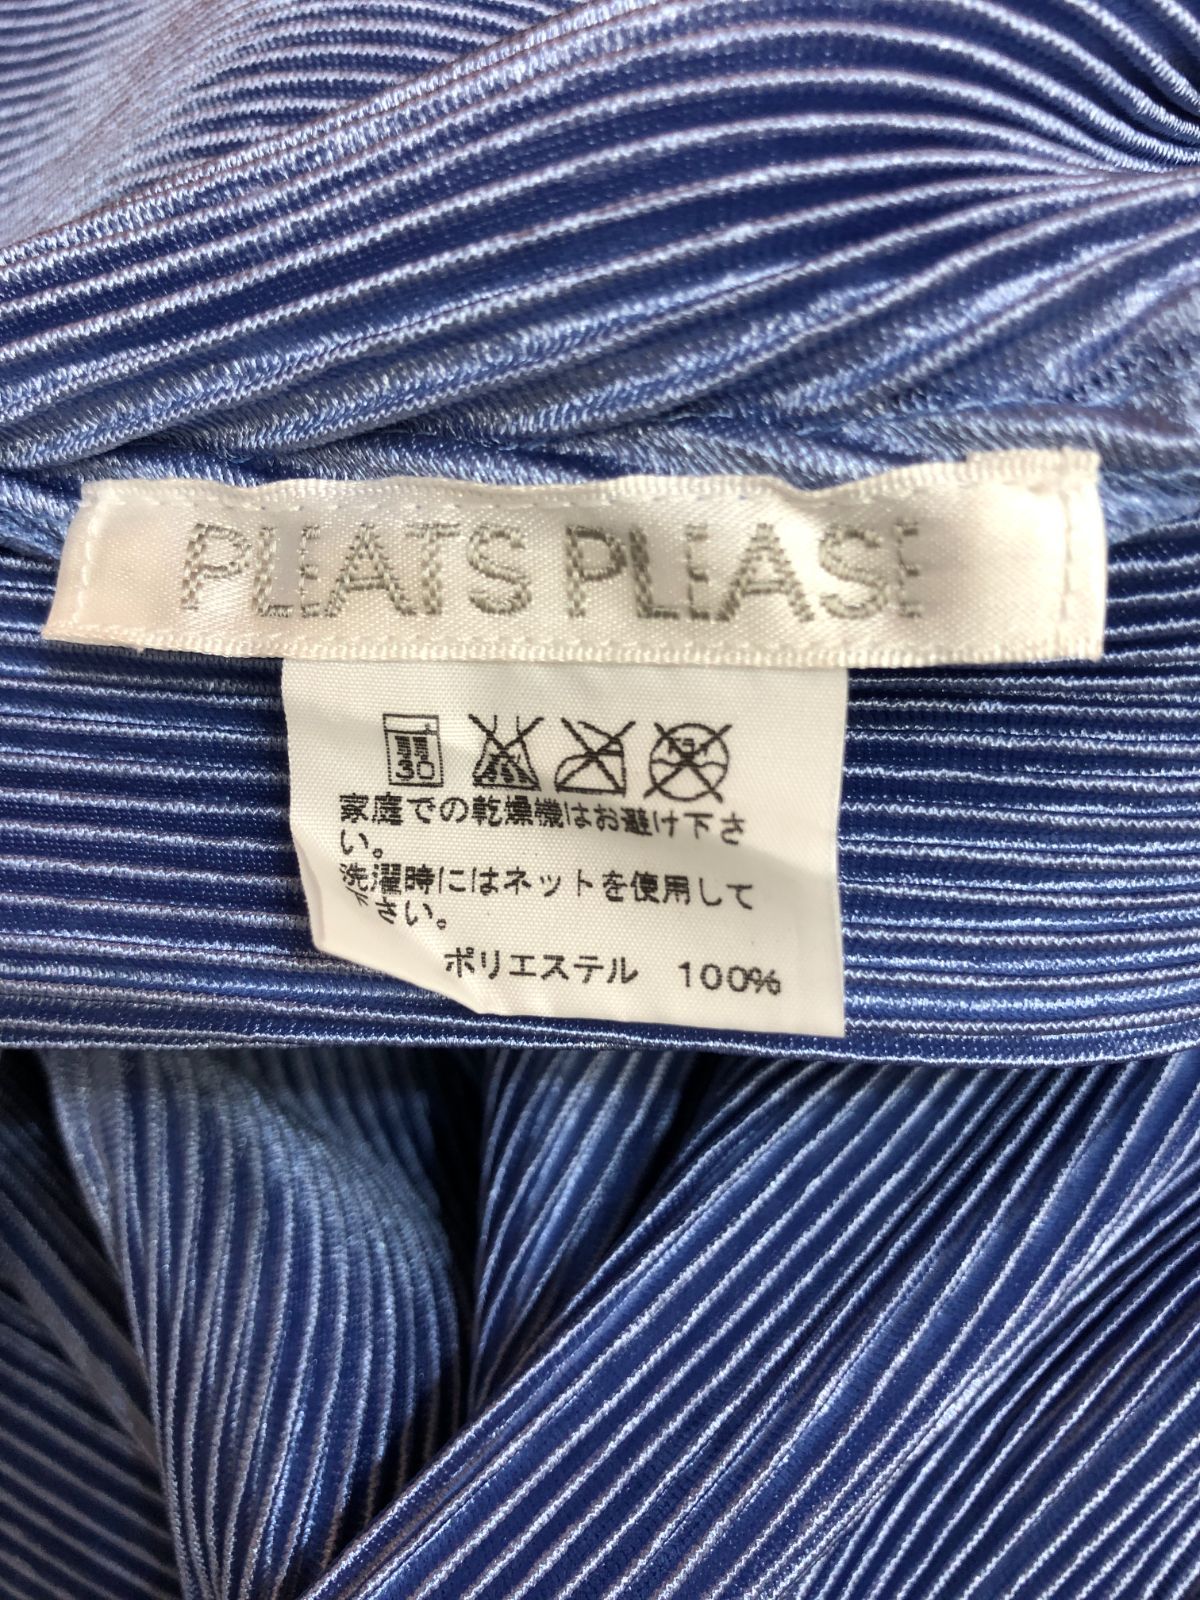 PLEATS PLEASE
30
家庭での乾燥機はお避け下さ
い。
洗濯時にはネットを使用して
下さい。
ポリエステル 100%